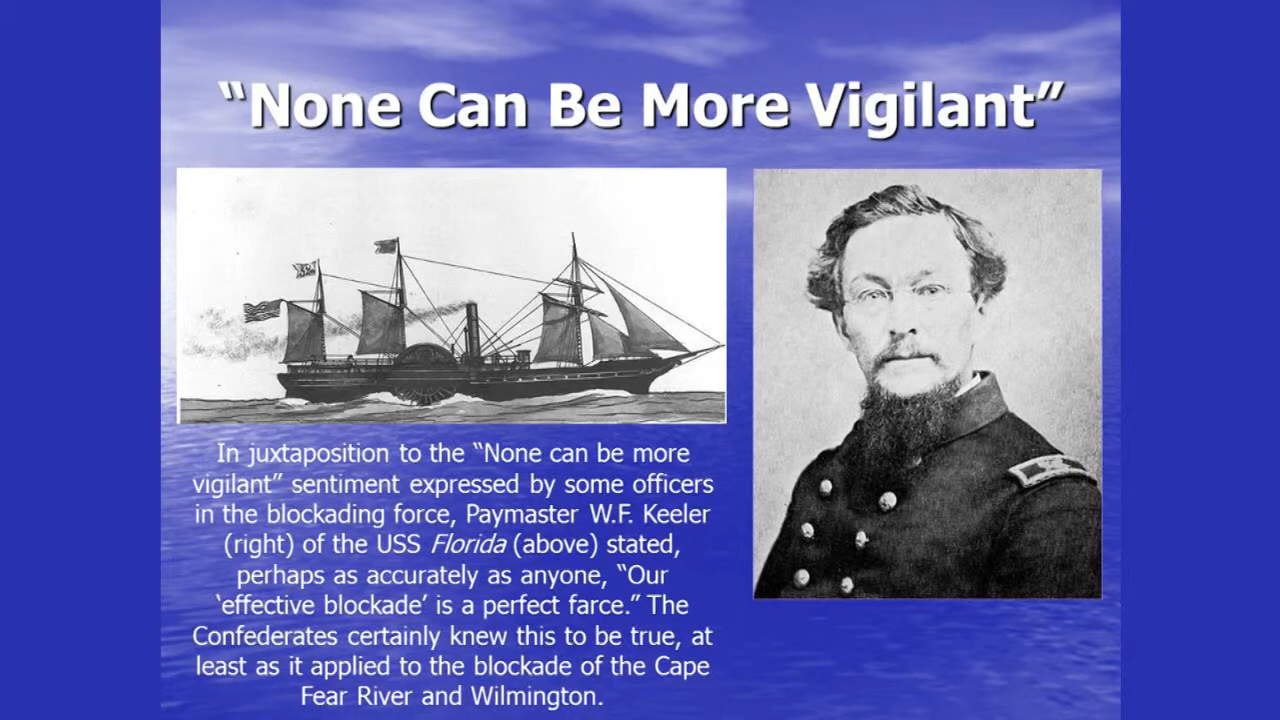 “None Can Be More Vigilant”
In juxtaposition to the “None can be more
vigilant” sentiment expressed by some officers
in the blockading force, Paymaster W.F. Keeler
(right) of the USS Florida (above) stated,
perhaps as accurately as anyone, “Our
‘effective blockade’ is a perfect farce.” The
Confederates certainly knew this to be true, at
least as it applied to the blockade of the Cape
Fear River and Wilmington.